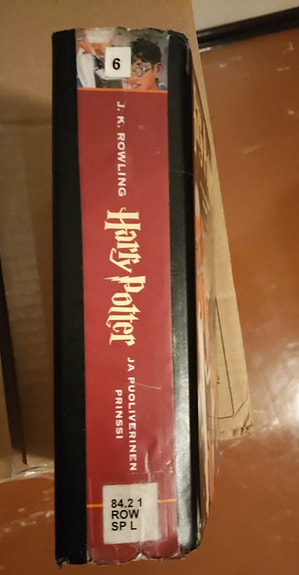 6
J. K. ROWLING
Harry Potter
JA PUOLIVERINEN
PRINSSI
84.2 1
ROW
SP L